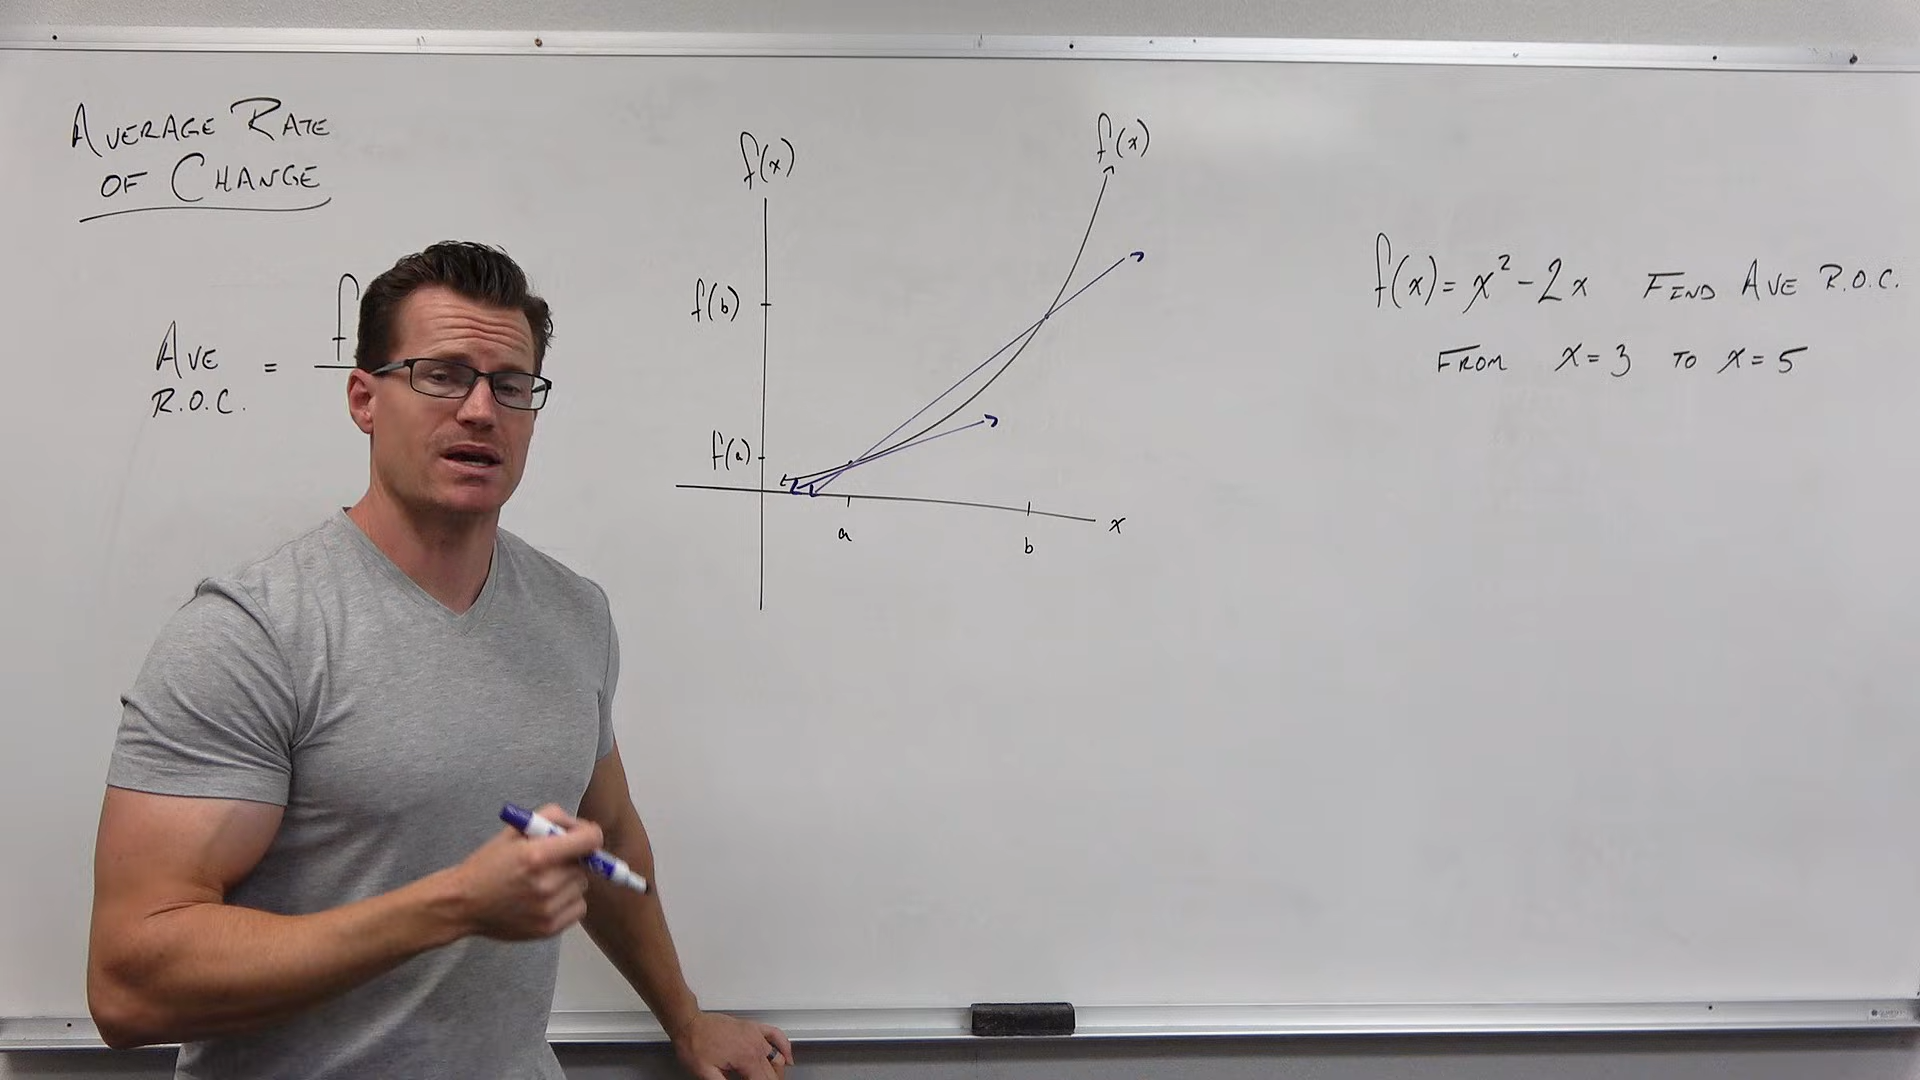 AVERAGE RATE
OF CHANGE
AVE
R.O.C.
= f
f(x)
f(b)
f(a)
a
b
x
f(x)
f(x) = x² - 2x FIND AVE R.O.C.
FROM x = 3 TO x = 5